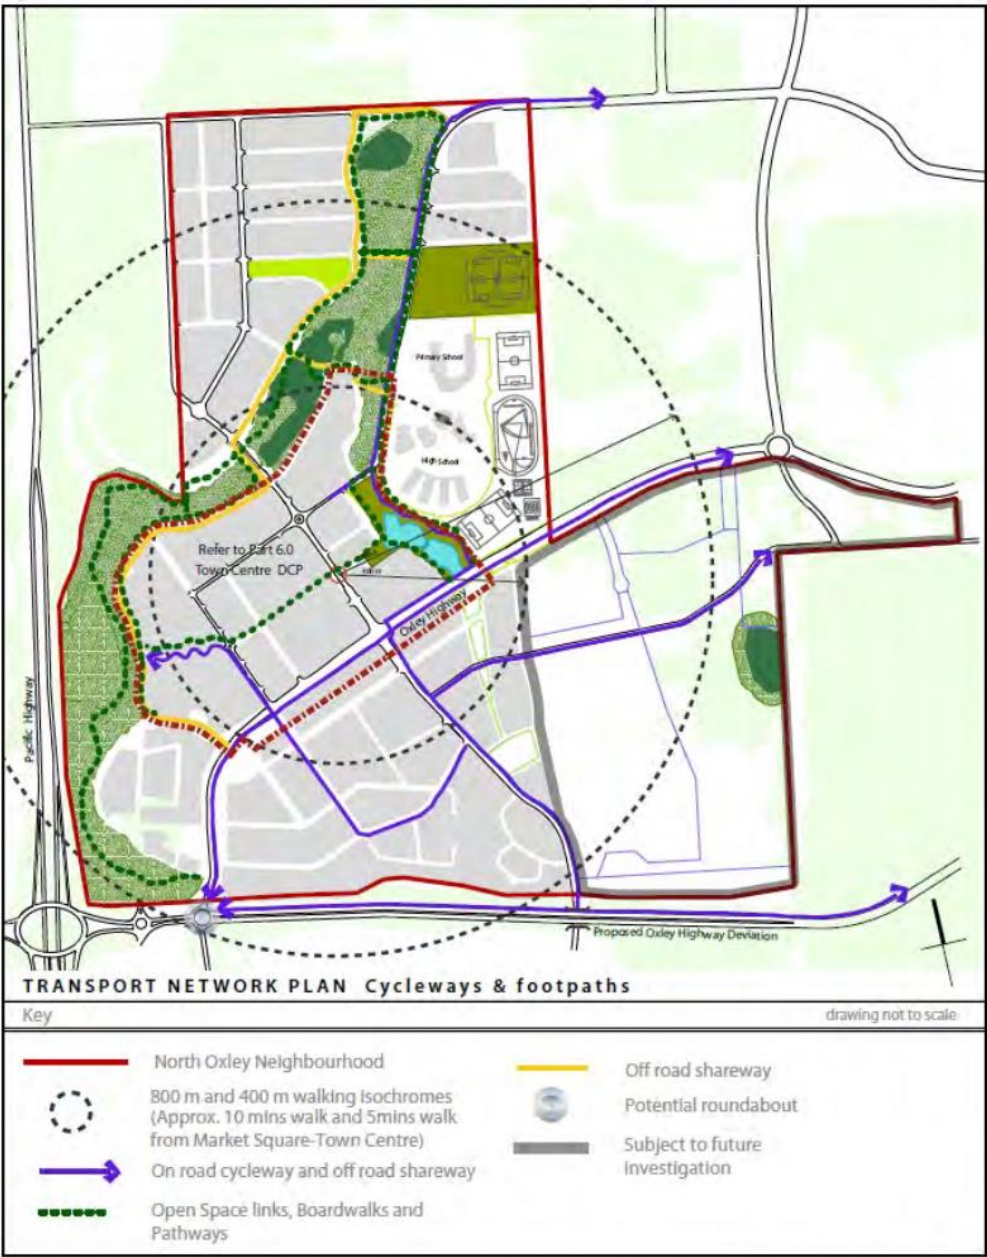 Primary School
High School
Refer to Part 6.0
Town Centre DCP
400 m
Oxley Highway
Pacific Highway
Proposed Oxley Highway Deviation
TRANSPORT NETWORK PLAN Cycleways & footpaths
Key
drawing not to scale
North Oxley Neighbourhood
800 m and 400 m walking isochromes
(Approx. 10 mins walk and 5mins walk
from Market Square-Town Centre)
On road cycleway and off road shareway
Open Space links, Boardwalks and
Pathways
Off road shareway
Potential roundabout
Subject to future
investigation